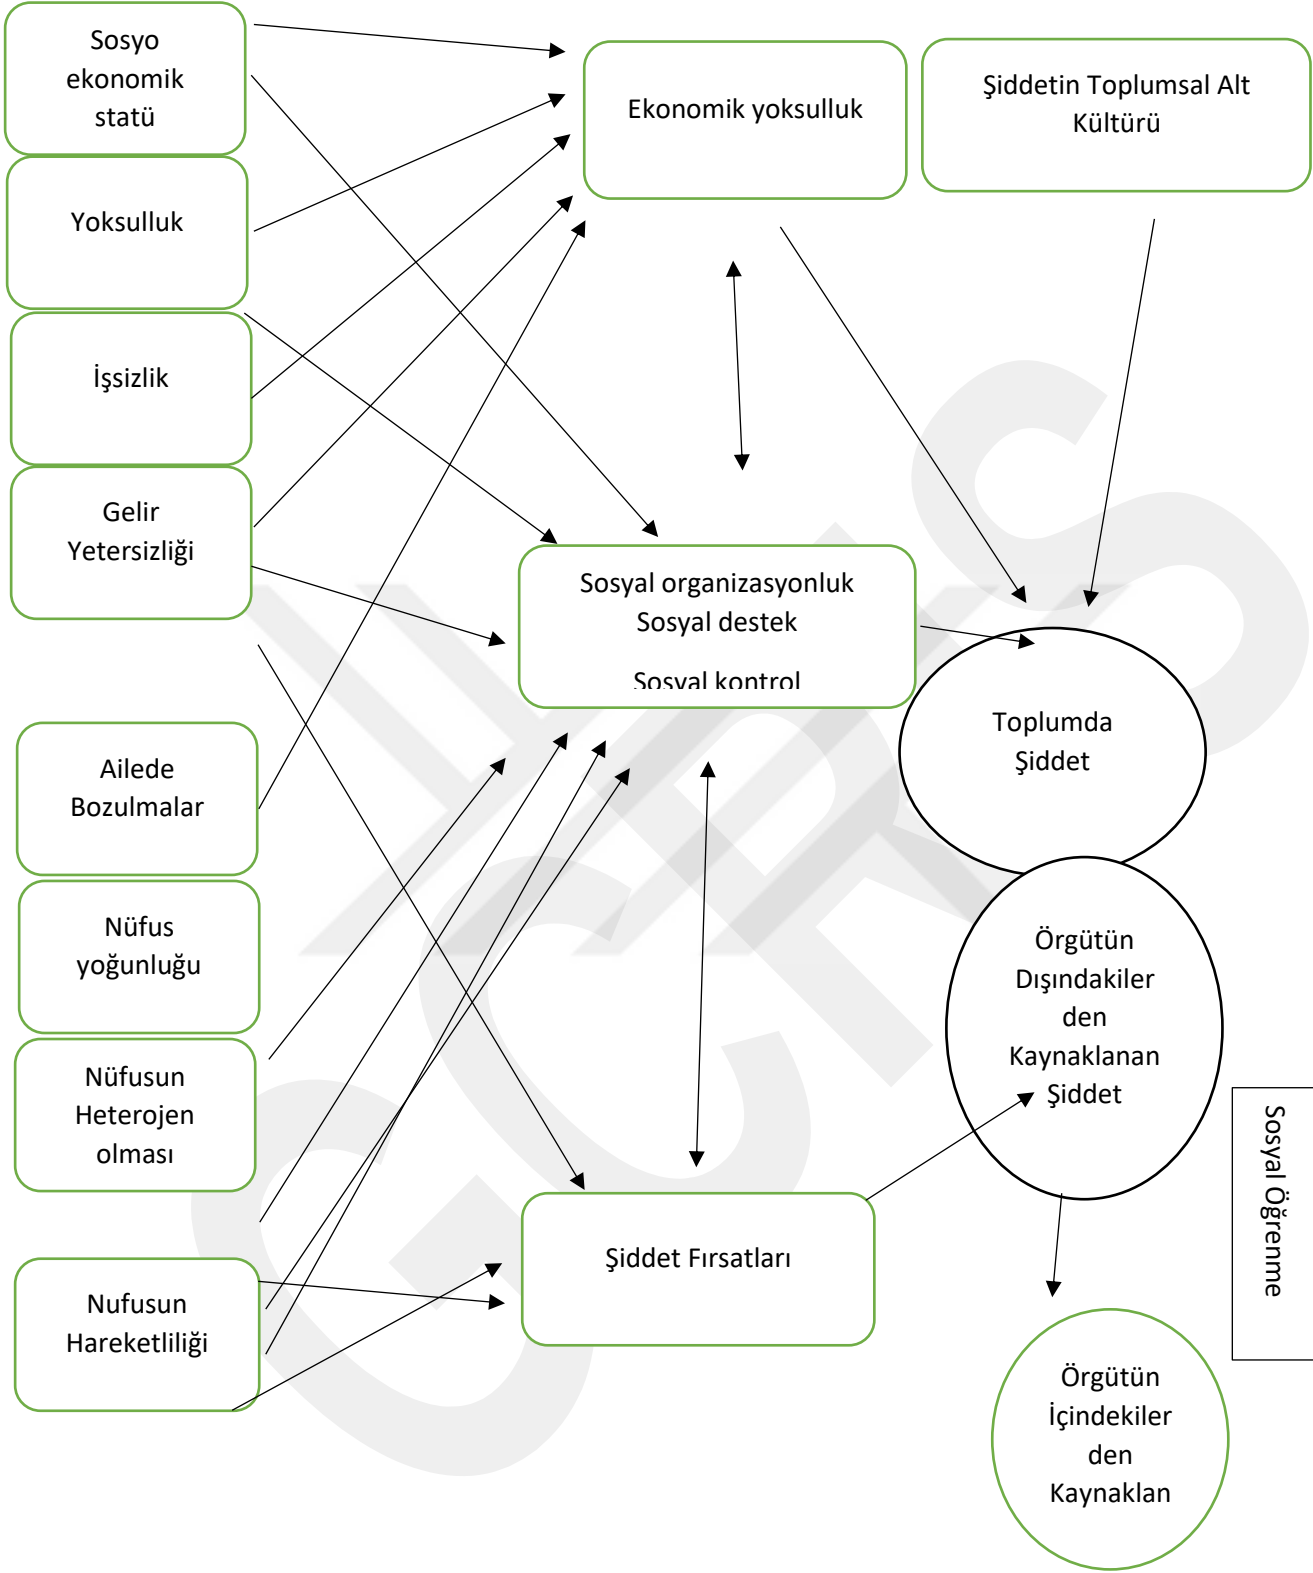 Sosyo
ekonomik
statü
Yoksulluk
İşsizlik
Gelir
Yetersizliği
Ailede
Bozulmalar
Nüfus
yoğunluğu
Nüfusun
Heterojen
olması
Nufusun
Hareketliliği
Ekonomik yoksulluk
Şiddetin Toplumsal Alt
Kültürü
Sosyal organizasyonluk
Sosyal destek
Sosyal kontrol
Şiddet Fırsatları
Toplumda
Şiddet
Örgütün
Dışındakiler
den
Kaynaklanan
Şiddet
Sosyal Öğrenme
Örgütün
İçindekiler
den
Kaynaklan